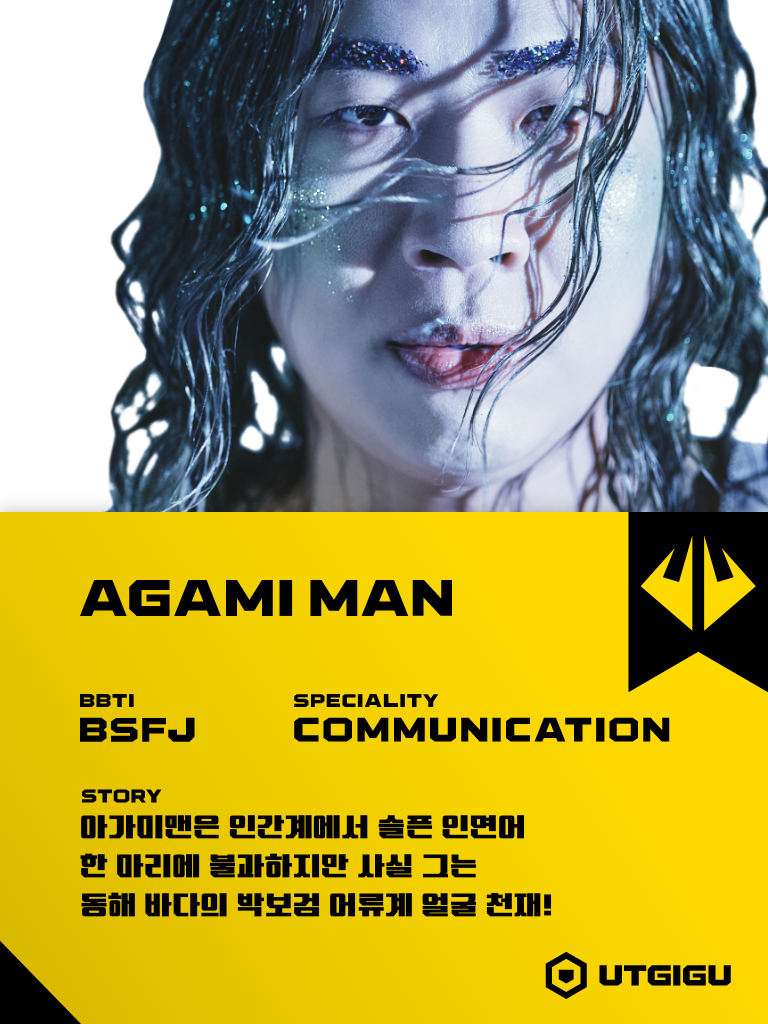 AGAMI MAN
BBTI
BSFJ
SPECIALITY
COMMUNICATION
STORY
아가미맨은 인간계에서 슬픈 인면어
한 마리에 불과하지만 사실 그는
동해 바다의 박보검 어류계 얼굴 천재!
UTGIGU